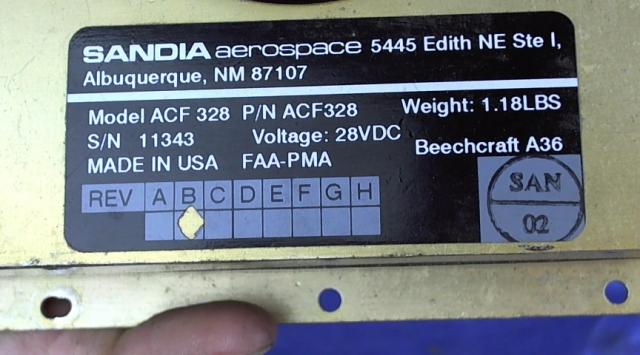 SANDIA aerospace 5445 Edith NE Ste I,
Albuquerque, NM 87107
Model ACF 328 P/N ACF328 Weight: 1.18LBS
S/N 11343 Voltage: 28VDC
Beechcraft A36
MADE IN USA FAA-PMA
REV A B C D E F G H
SAN
02